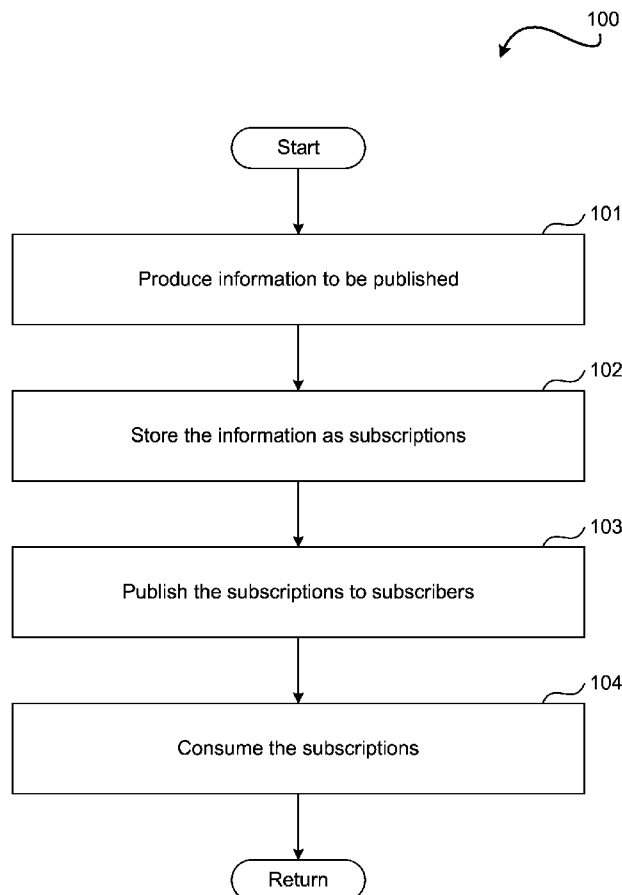 100
Start
101
Produce information to be published
102
Store the information as subscriptions
103
Publish the subscriptions to subscribers
104
Consume the subscriptions
Return